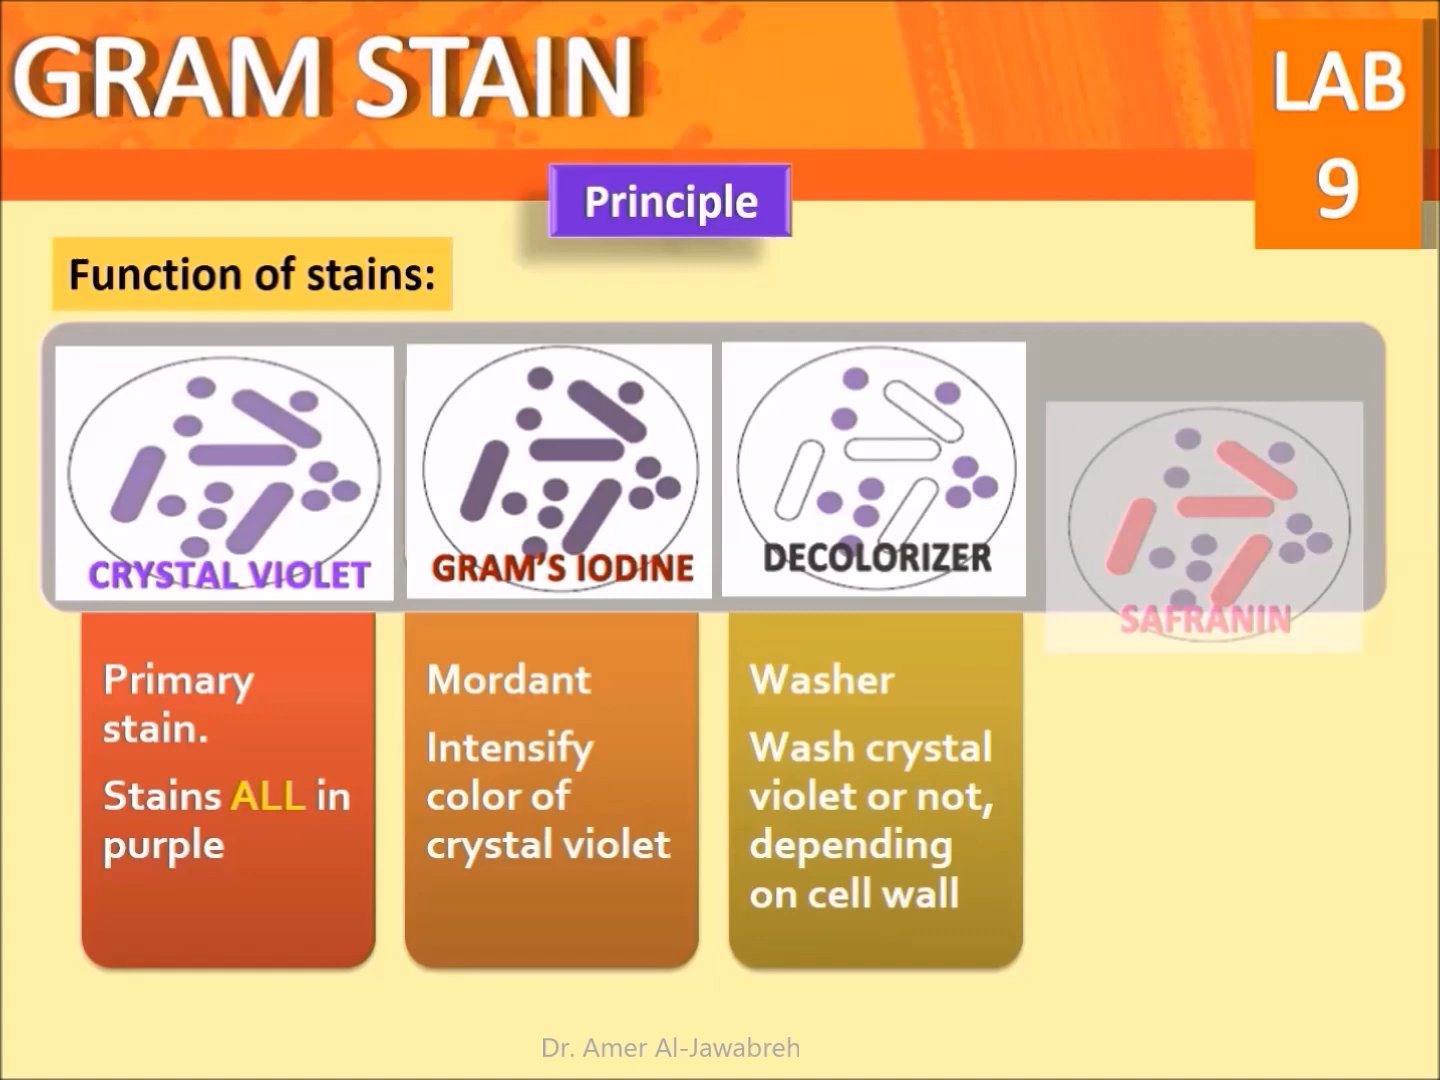 GRAM STAIN
LAB
9
Principle
Function of stains:
CRYSTAL VIOLET
GRAM'S IODINE
DECOLORIZER
SAFRANIN
Primary
stain.
Stains ALL in
purple
Mordant
Intensify
color of
crystal violet
Washer
Wash crystal
violet or not,
depending
on cell wall
Dr. Amer Al-Jawabreh